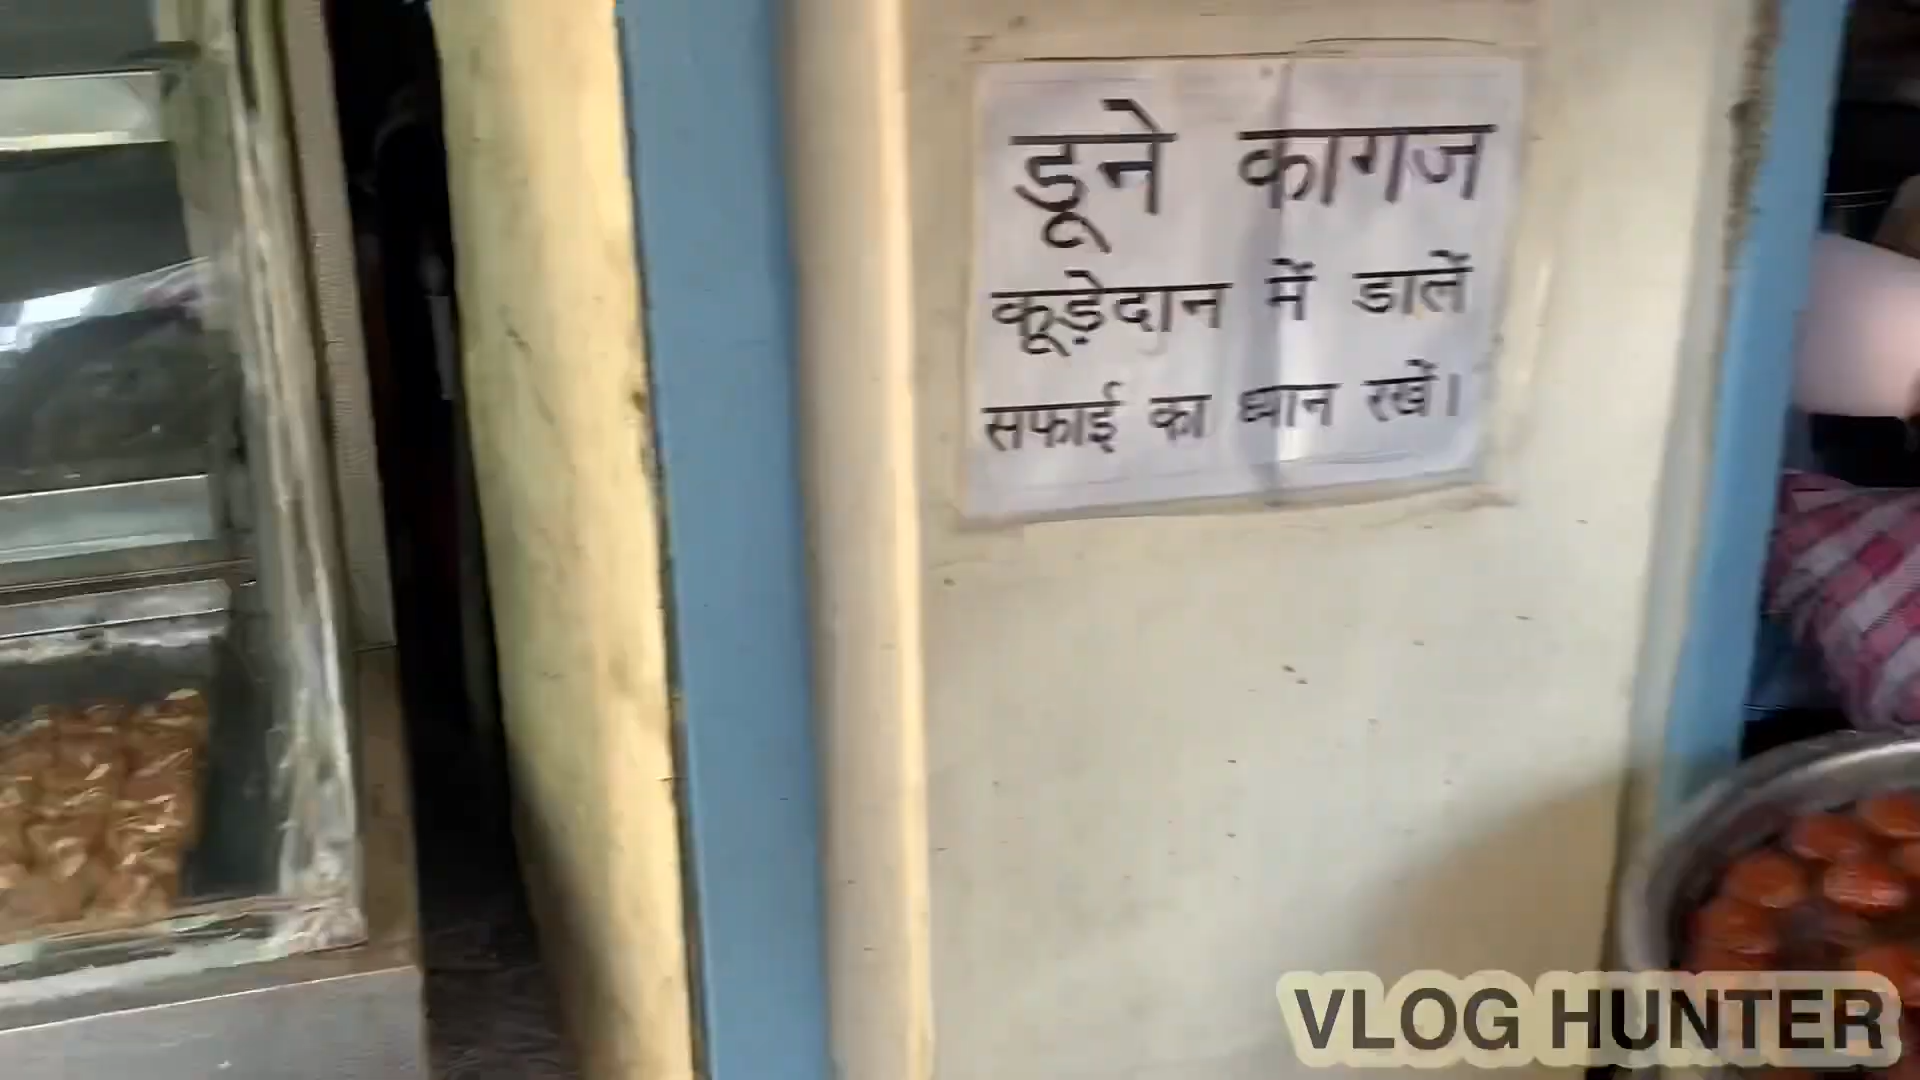 डूने कागज
कूड़ेदान में डालें
सफाई का ध्यान रखें।
VLOG HUNTER